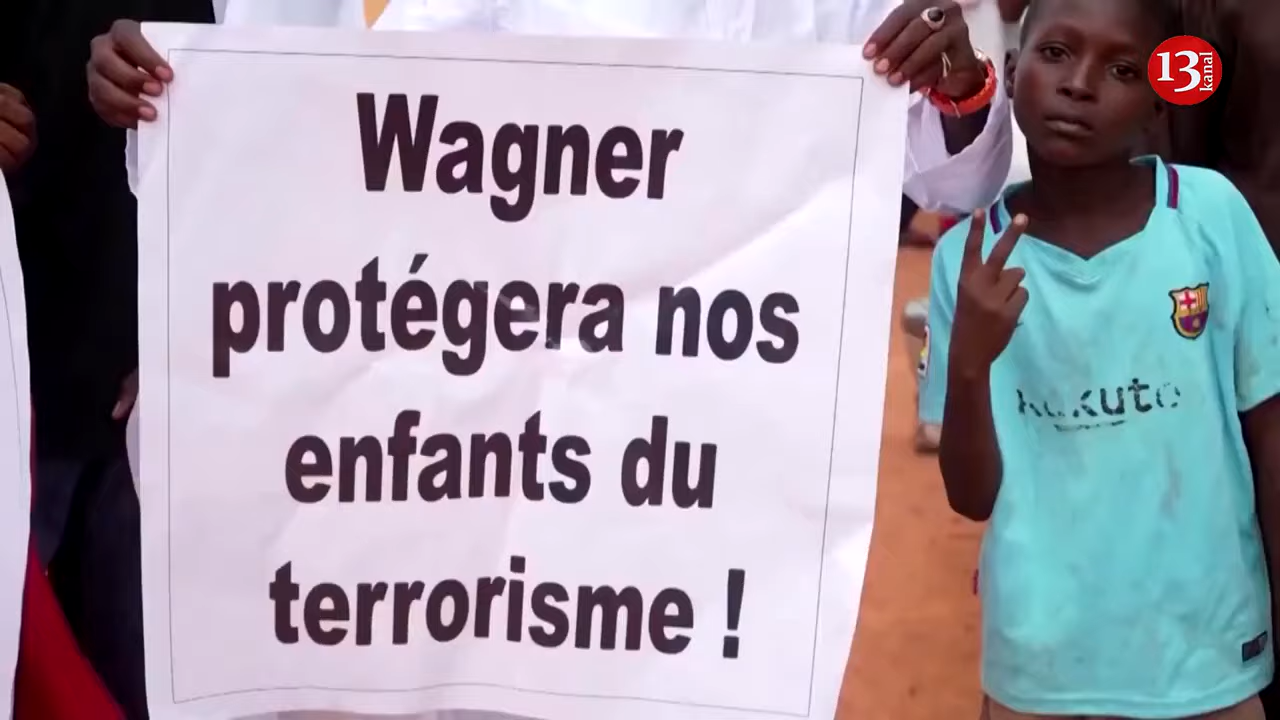 Wagner
protégera nos
enfants du
terrorisme !
13
kanal